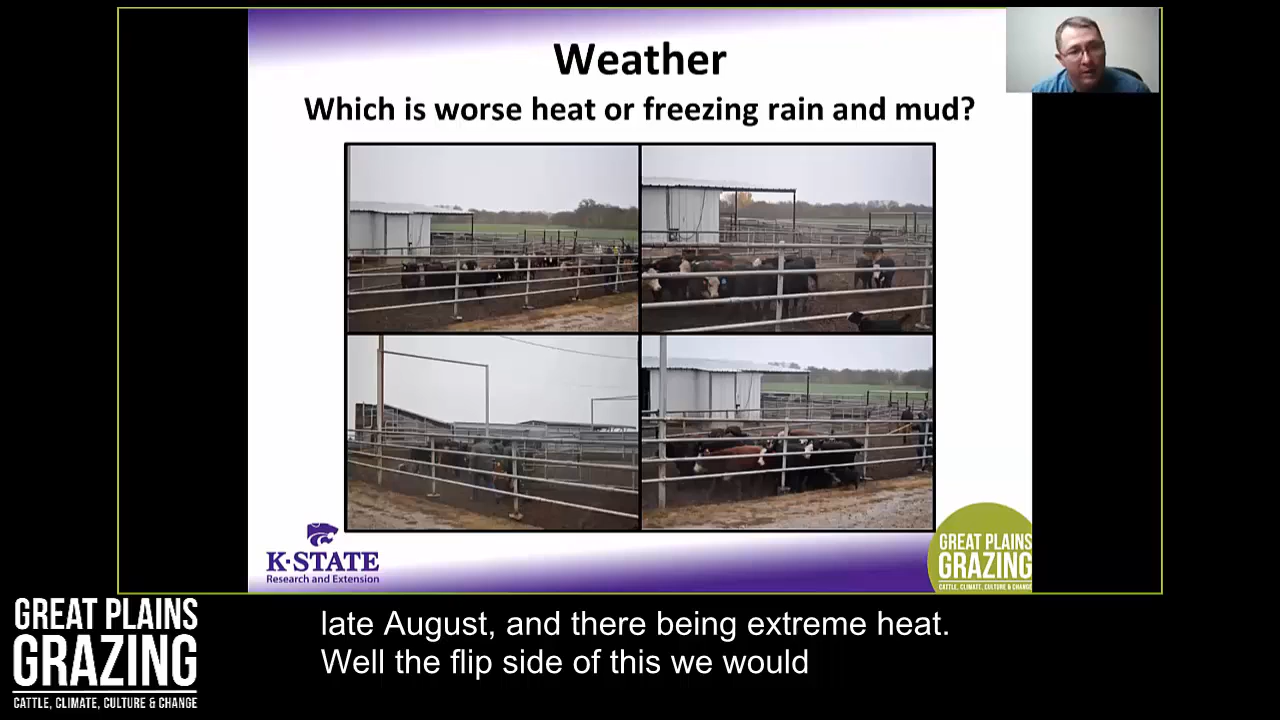 Weather
Which is worse heat or freezing rain and mud?
K·STATE
Research and Extension
GREAT PLAINS
GRAZING
CATTLE, CLIMATE, CULTURE & CHANGE
GREAT PLAINS
GRAZING
CATTLE, CLIMATE, CULTURE & CHANGE
late August, and there being extreme heat.
Well the flip side of this we would